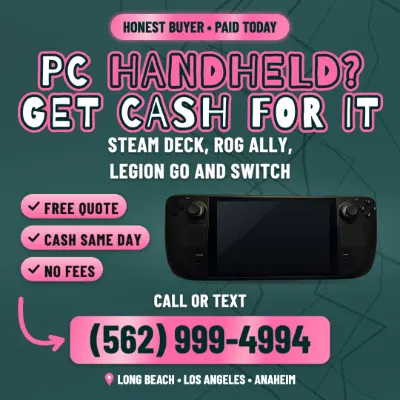 HONEST BUYER • PAID TODAY
PC HANDHELD?
GET CASH FOR IT
STEAM DECK, ROG ALLY,
LEGION GO AND SWITCH
FREE QUOTE
CASH SAME DAY
NO FEES
CALL OR TEXT
(562) 999-4994
LONG BEACH • LOS ANGELES • ANAHEIM